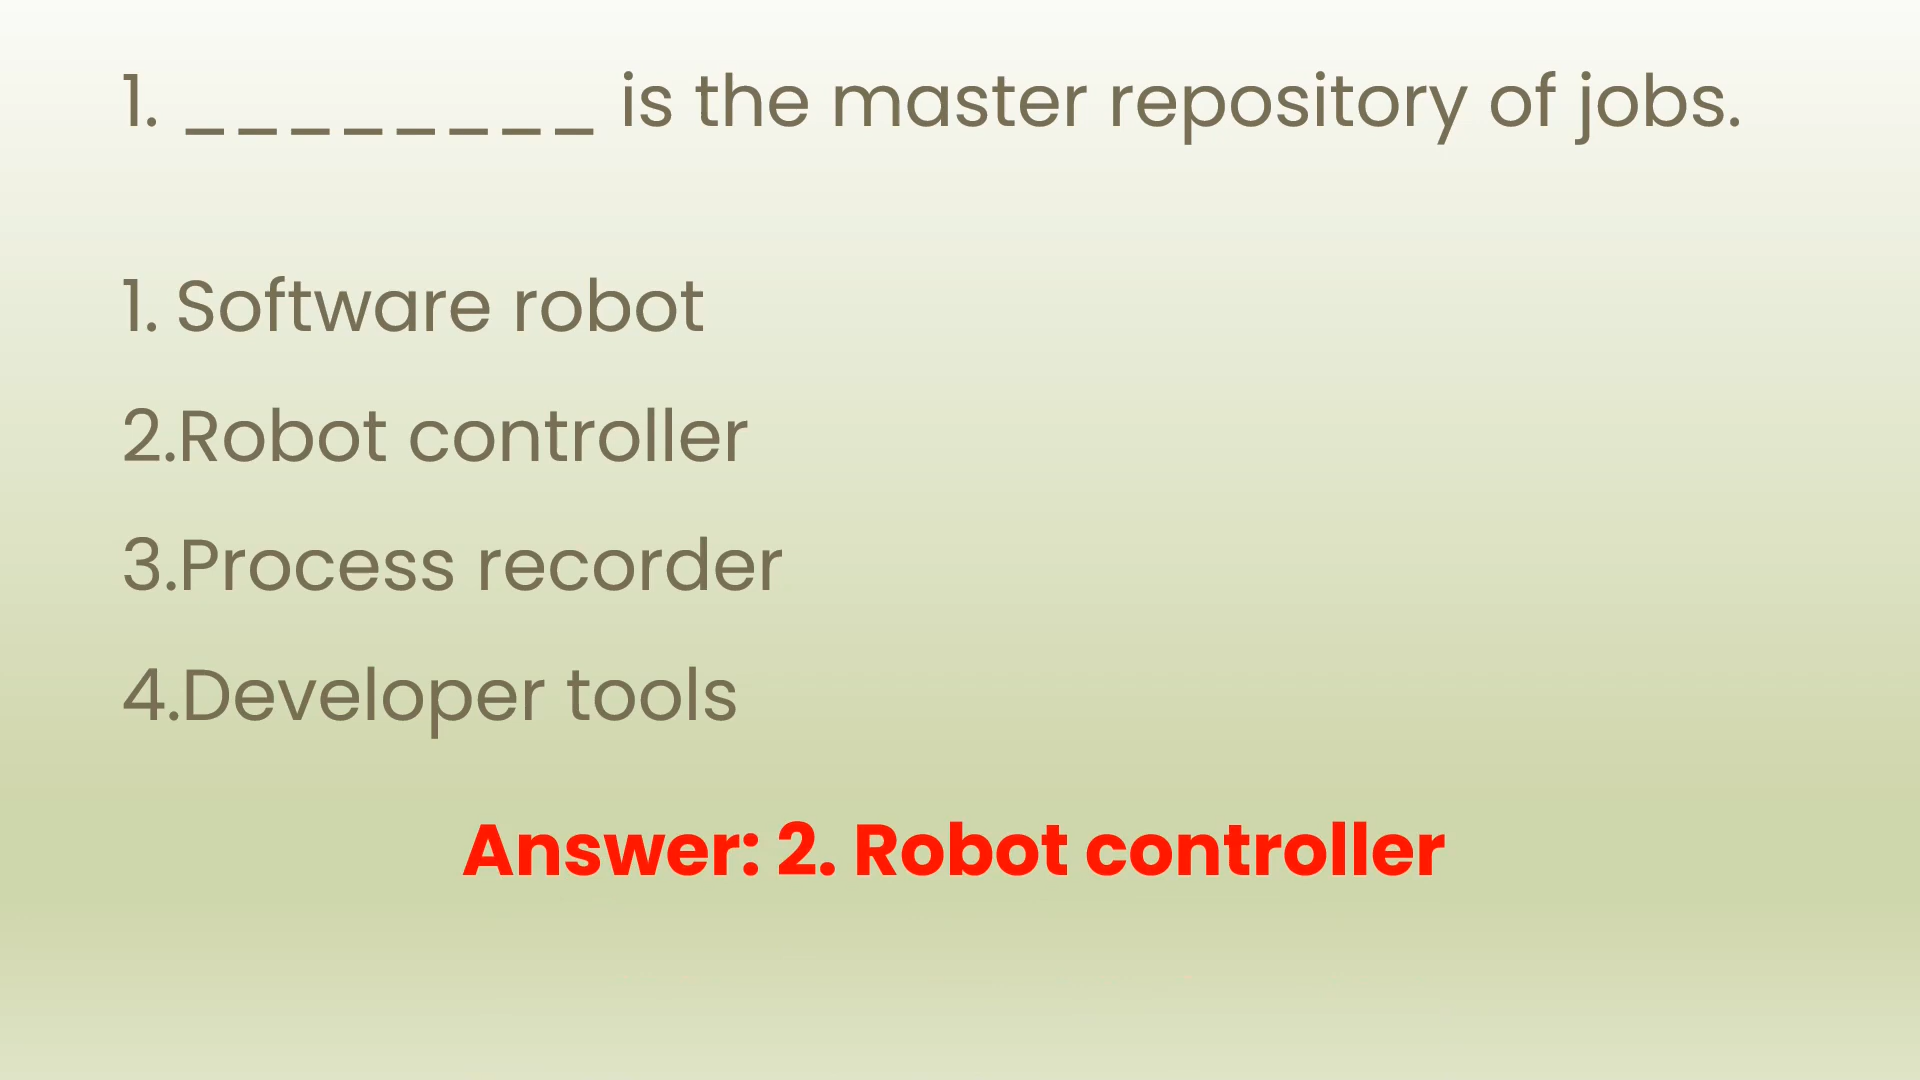 1. ________ is the master repository of jobs.
1. Software robot
2.Robot controller
3.Process recorder
4.Developer tools
Answer: 2. Robot controller